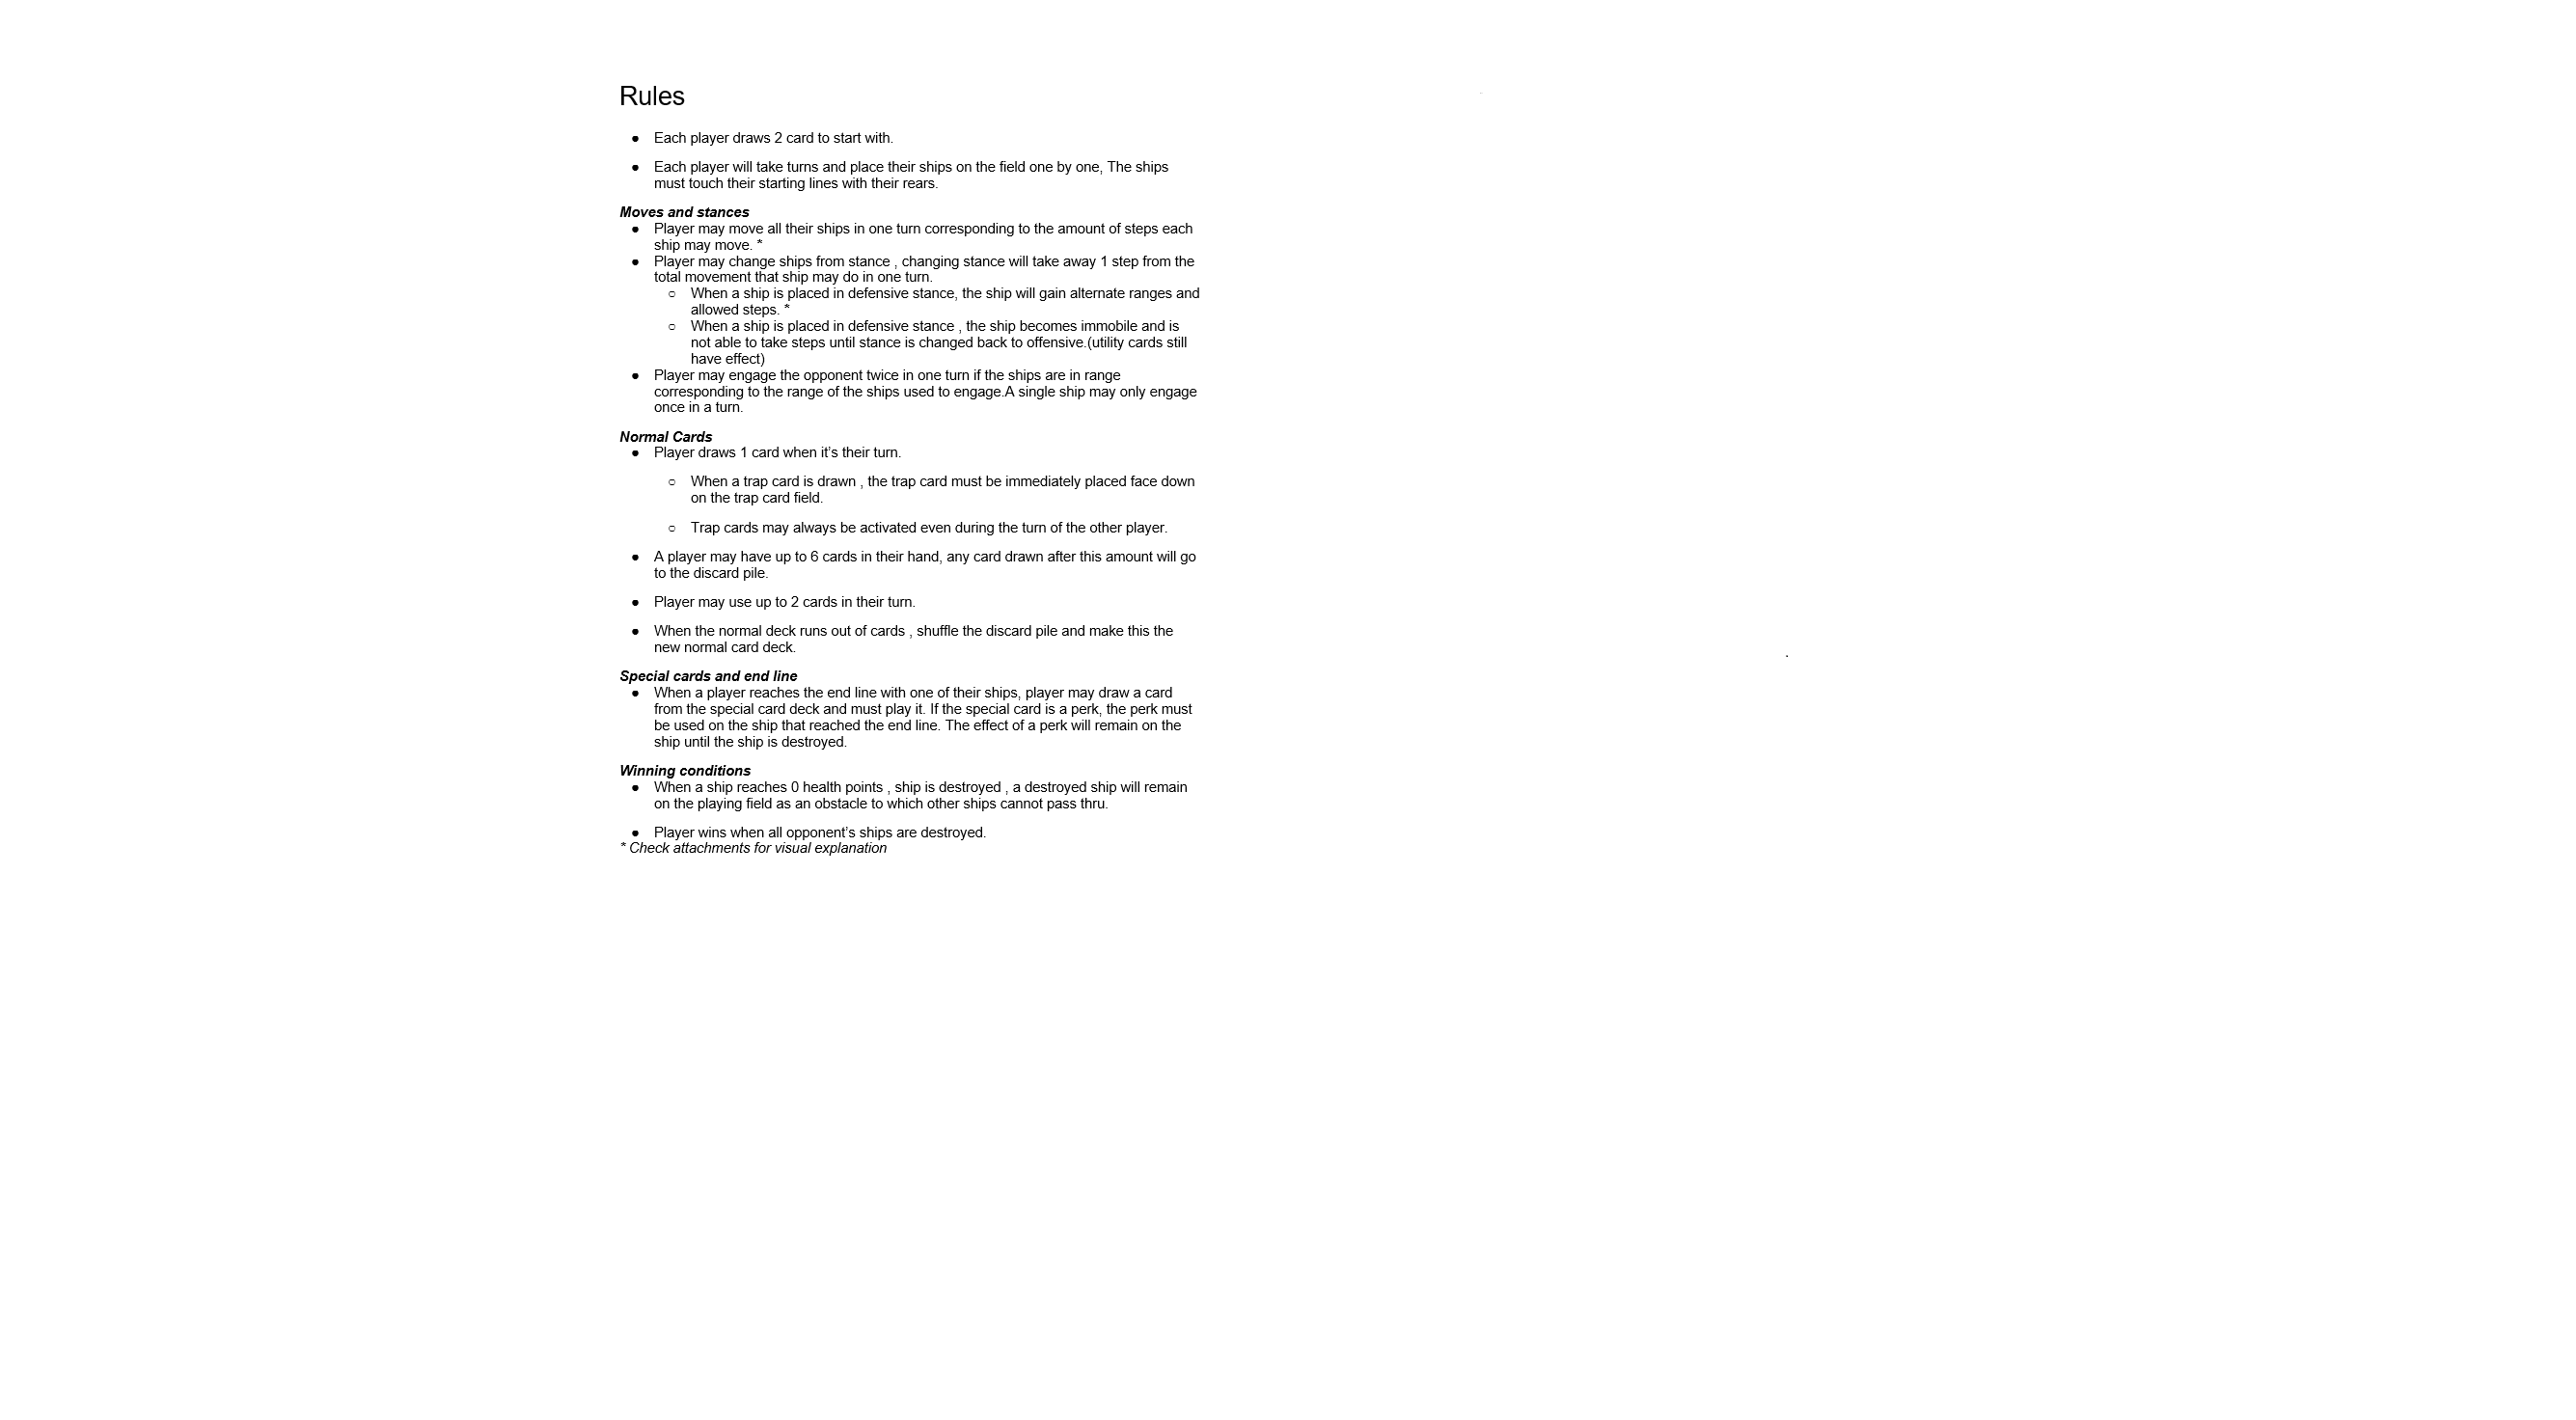 Rules
● Each player draws 2 card to start with.
● Each player will take turns and place their ships on the field one by one, The ships
must touch their starting lines with their rears.
Moves and stances
● Player may move all their ships in one turn corresponding to the amount of steps each
ship may move. *
● Player may change ships from stance , changing stance will take away 1 step from the
total movement that ship may do in one turn.
○ When a ship is placed in defensive stance, the ship will gain alternate ranges and
allowed steps. *
○ When a ship is placed in defensive stance , the ship becomes immobile and is
not able to take steps until stance is changed back to offensive.(utility cards still
have effect)
● Player may engage the opponent twice in one turn if the ships are in range
corresponding to the range of the ships used to engage.A single ship may only engage
once in a turn.
Normal Cards
● Player draws 1 card when it’s their turn.
○ When a trap card is drawn , the trap card must be immediately placed face down
on the trap card field.
○ Trap cards may always be activated even during the turn of the other player.
● A player may have up to 6 cards in their hand, any card drawn after this amount will go
to the discard pile.
● Player may use up to 2 cards in their turn.
● When the normal deck runs out of cards , shuffle the discard pile and make this the
new normal card deck.
Special cards and end line
● When a player reaches the end line with one of their ships, player may draw a card
from the special card deck and must play it. If the special card is a perk, the perk must
be used on the ship that reached the end line. The effect of a perk will remain on the
ship until the ship is destroyed.
Winning conditions
● When a ship reaches 0 health points , ship is destroyed , a destroyed ship will remain
on the playing field as an obstacle to which other ships cannot pass thru.
● Player wins when all opponent’s ships are destroyed.
* Check attachments for visual explanation